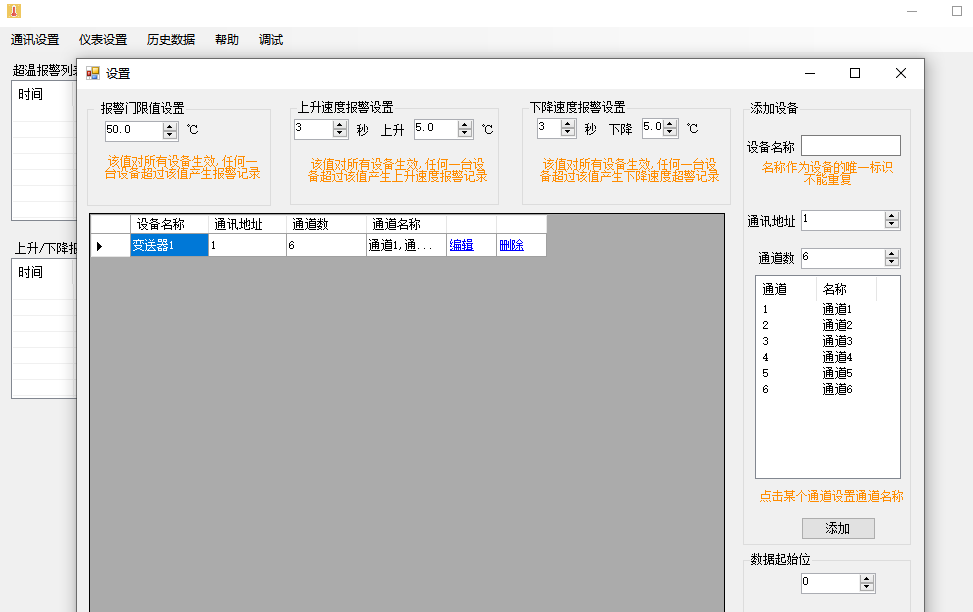 通讯设置 仪表设置 历史数据 帮助 调试
超温报警列表
时间
上升/下降报
时间
设置
报警门限值设置
50.0 ℃
该值对所有设备生效,任何一
台设备超过该值产生报警记录
上升速度报警设置
3 秒 上升 5.0 ℃
该值对所有设备生效,任何一台设
备超过该值产生上升速度报警记录
下降速度报警设置
3 秒 下降 5.0 ℃
该值对所有设备生效,任何一台设
备超过该值产生下降速度超警记录
设备名称 通讯地址 通道数 通道名称
变送器1 1 6 通道1,通... 编辑 删除
添加设备
设备名称
名称作为设备的唯一标识
不能重复
通讯地址 1
通道数 6
通道 名称
1 通道1
2 通道2
3 通道3
4 通道4
5 通道5
6 通道6
点击某个通道设置通道名称
添加
数据起始位
0